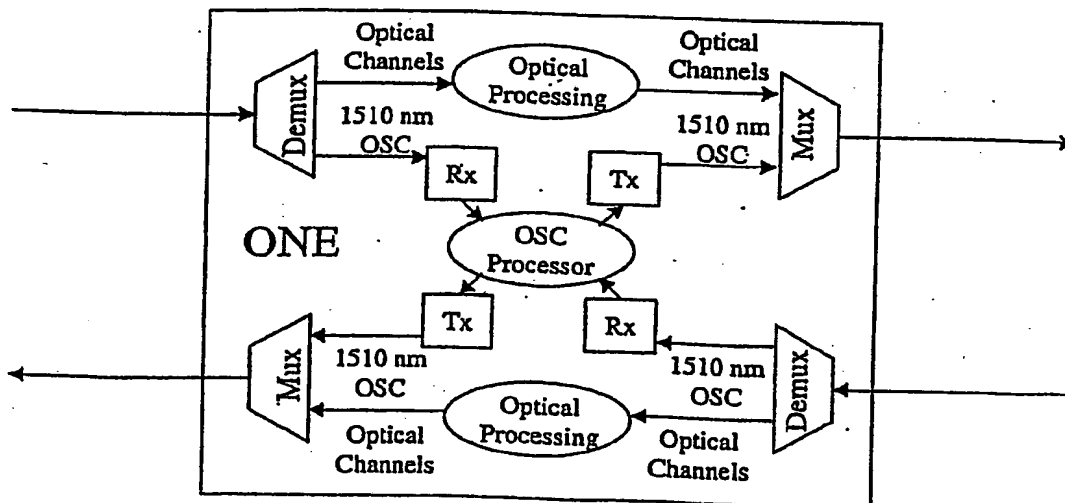 Optical
Channels
Optical
Processing
Optical
Channels
Demux
1510 nm
OSC
1510 nm
OSC
Mux
Rx
Tx
ONE
OSC
Processor
Tx
Rx
Mux
1510 nm
OSC
1510 nm
OSC
Demux
Optical
Processing
Optical
Channels
Optical
Channels